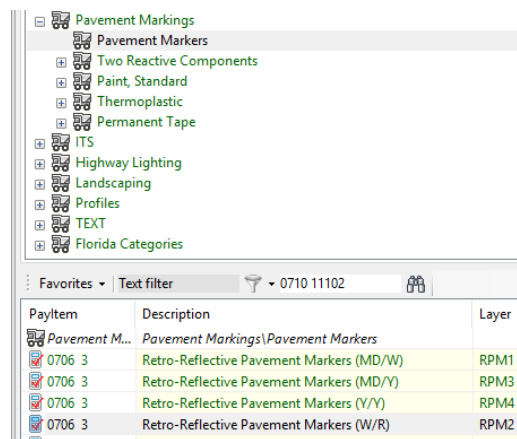 Pavement Markings
Pavement Markers
Two Reactive Components
Paint, Standard
Thermoplastic
Permanent Tape
ITS
Highway Lighting
Landscaping
Profiles
TEXT
Florida Categories
Favorites Text filter 0710 11102
PayItem Description Layer
Pavement M... Pavement Markings\Pavement Markers
0706 3 Retro-Reflective Pavement Markers (MD/W) RPM1
0706 3 Retro-Reflective Pavement Markers (MD/Y) RPM3
0706 3 Retro-Reflective Pavement Markers (Y/Y) RPM4
0706 3 Retro-Reflective Pavement Markers (W/R) RPM2